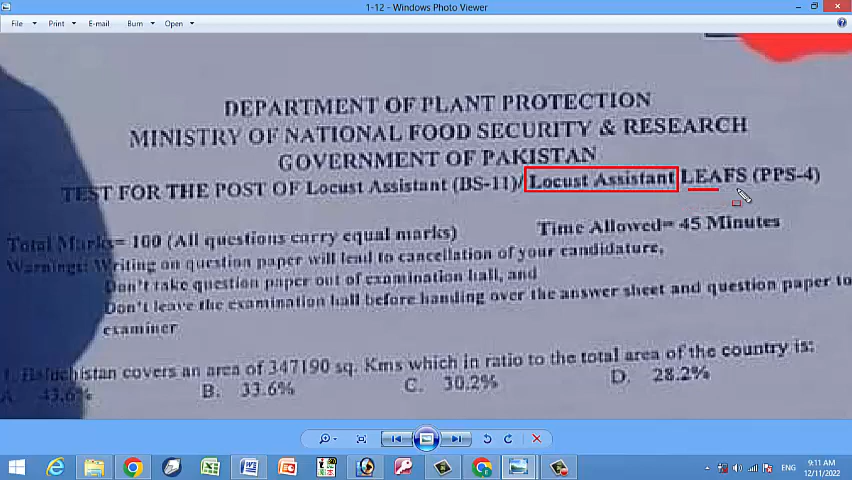 1-12 - Windows Photo Viewer
File Print E-mail Burn Open
DEPARTMENT OF PLANT PROTECTION
MINISTRY OF NATIONAL FOOD SECURITY & RESEARCH
GOVERNMENT OF PAKISTAN
TEST FOR THE POST OF Locust Assistant (BS-11)/ Locust Assistant LEAFS (PPS-4)
Total Marks= 100 (All questions carry equal marks) Time Allowed= 45 Minutes
Warning: Writing on question paper will lead to cancellation of your candidature,
Don't take question paper out of examination hall, and
Don't leave the examination hall before handing over the answer sheet and question paper to
examiner
1. Baluchistan covers an area of 347190 sq. Kms which in ratio to the total area of the country is:
A. 43.6% B. 33.6% C. 30.2% D. 28.2%
ENG 9:11 AM
12/11/2022